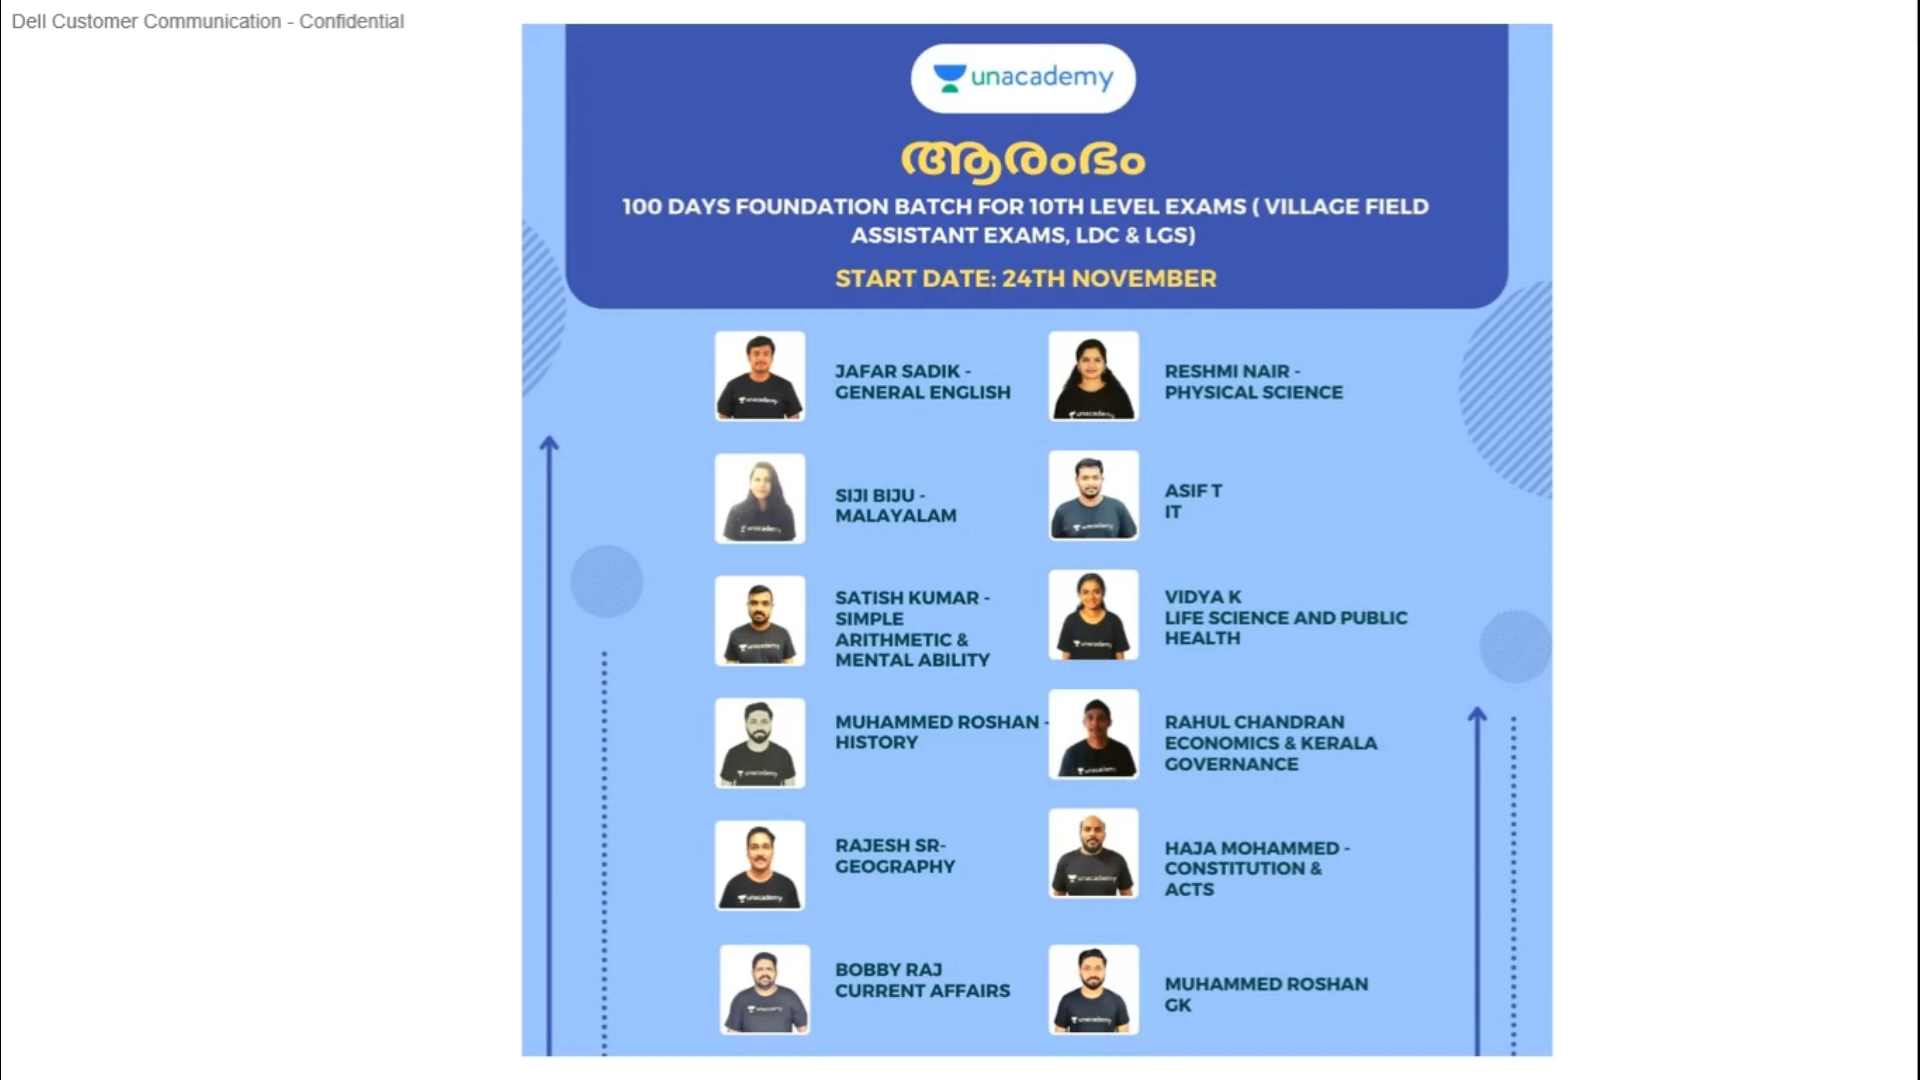 Dell Customer Communication - Confidential
unacademy
ആരംഭം
100 DAYS FOUNDATION BATCH FOR 10TH LEVEL EXAMS ( VILLAGE FIELD
ASSISTANT EXAMS, LDC & LGS)
START DATE: 24TH NOVEMBER
JAFAR SADIK -
GENERAL ENGLISH
RESHMI NAIR -
PHYSICAL SCIENCE
SIJI BIJU -
MALAYALAM
ASIF T
IT
SATISH KUMAR -
SIMPLE
ARITHMETIC &
MENTAL ABILITY
VIDYA K
LIFE SCIENCE AND PUBLIC
HEALTH
MUHAMMED ROSHAN -
HISTORY
RAHUL CHANDRAN
ECONOMICS & KERALA
GOVERNANCE
RAJESH SR-
GEOGRAPHY
HAJA MOHAMMED -
CONSTITUTION &
ACTS
BOBBY RAJ
CURRENT AFFAIRS
MUHAMMED ROSHAN
GK